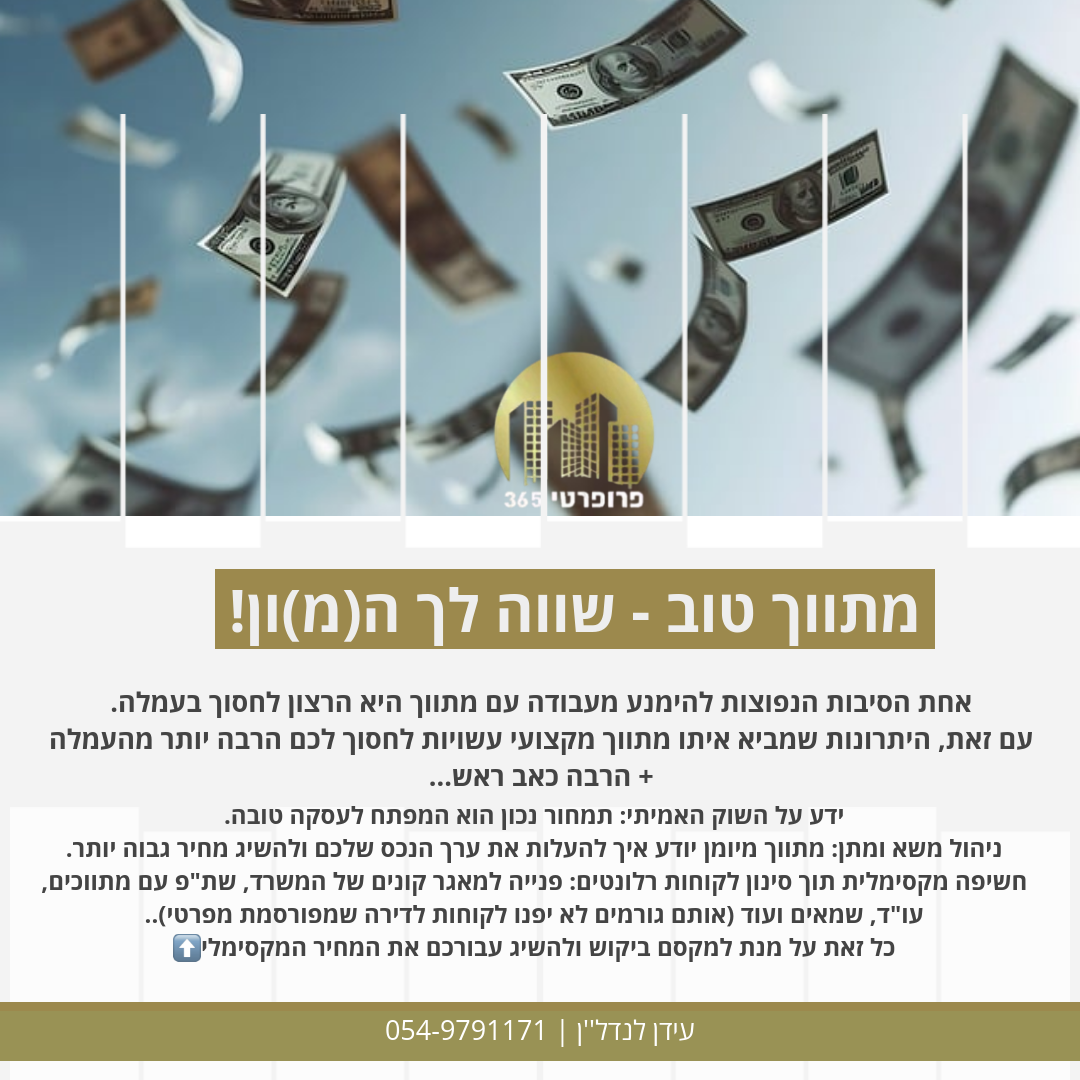 פרופרטי 365
מתווך טוב - שווה לך ה(מ)ון!
אחת הסיבות הנפוצות להימנע מעבודה עם מתווך היא הרצון לחסוך בעמלה.
עם זאת, היתרונות שמביא איתו מתווך מקצועי עשויות לחסוך לכם הרבה יותר מהעמלה
+ הרבה כאב ראש...
ידע על השוק האמיתי: תמחור נכון הוא המפתח לעסקה טובה.
ניהול משא ומתן: מתווך מיומן יודע איך להעלות את ערך הנכס שלכם ולהשיג מחיר גבוה יותר.
חשיפה מקסימלית תוך סינון לקוחות רלונטים: פנייה למאגר קונים של המשרד, שת"פ עם מתווכים,
עו"ד, שמאים ועוד (אותם גורמים לא יפנו לקוחות לדירה שמפורסמת מפרטי)..
כל זאת על מנת למקסם ביקוש ולהשיג עבורכם את המחיר המקסימלי⬆️
עידן לנדל''ן | 054-9791171